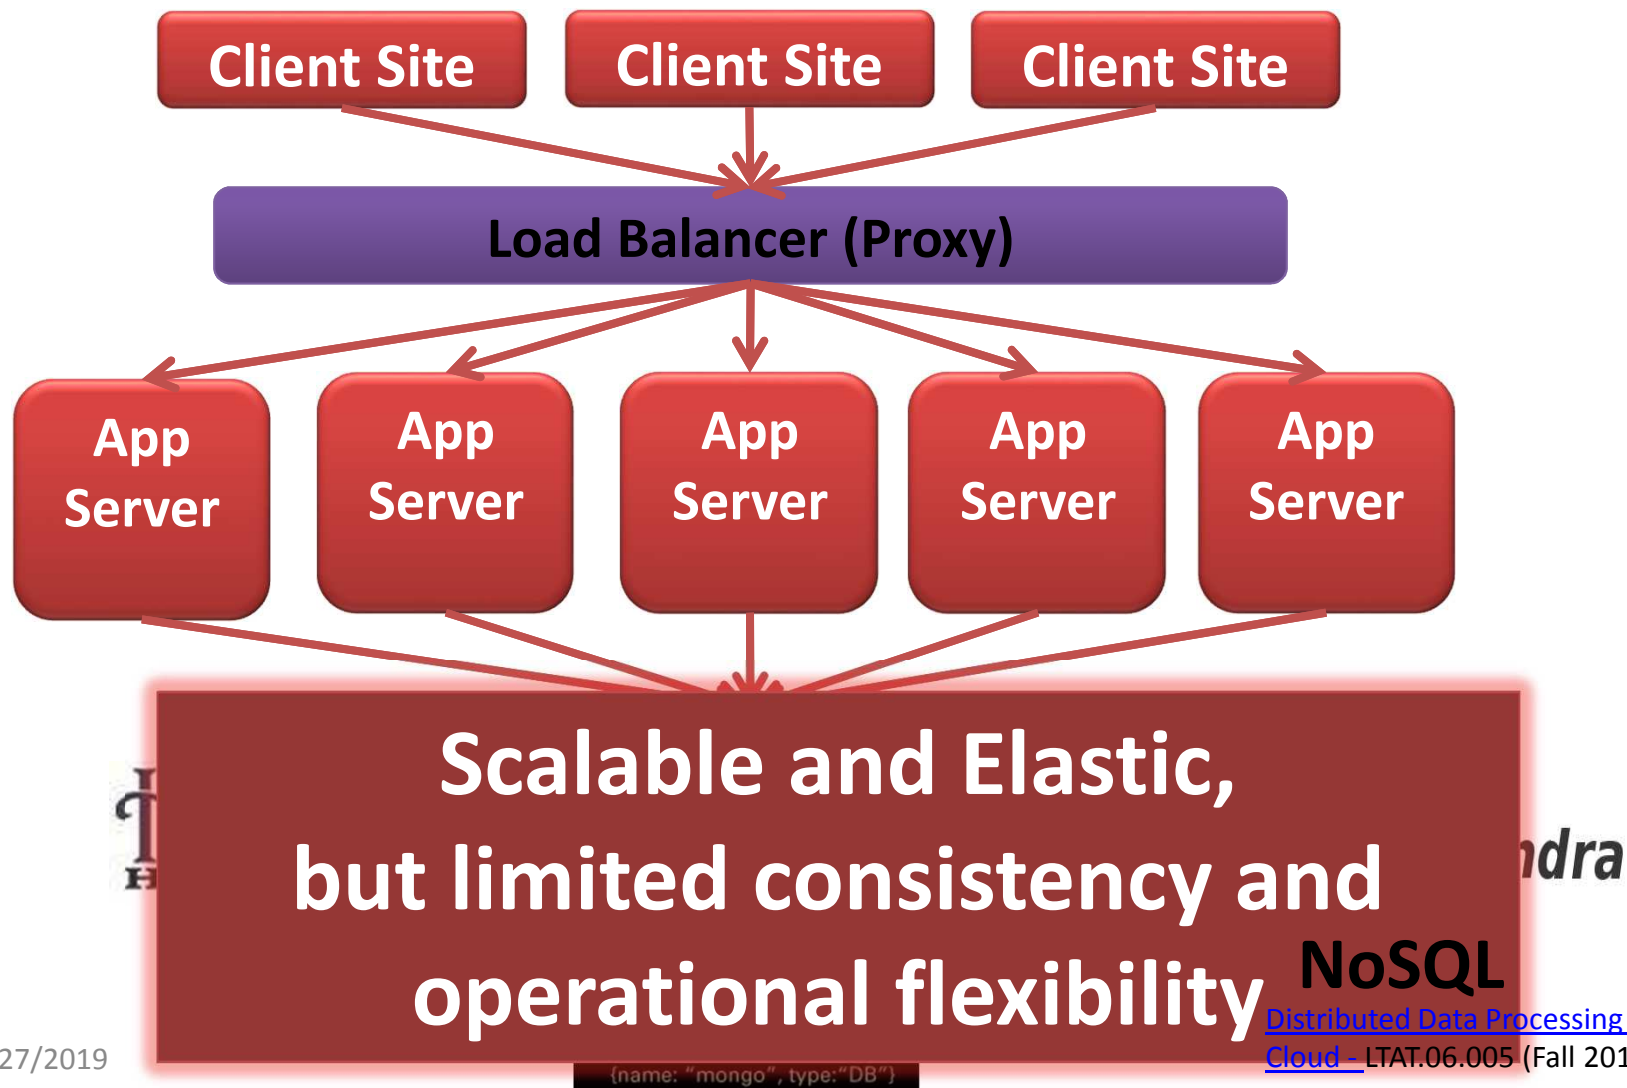 Client Site
Client Site
Client Site
Load Balancer (Proxy)
App
Server
App
Server
App
Server
App
Server
App
Server
Scalable and Elastic,
but limited consistency and
operational flexibility
ndra
NoSQL
Distributed Data Processing
27/2019
Cloud - LTAT.06.005 (Fall 201
{name: "mongo", type:"DB"}